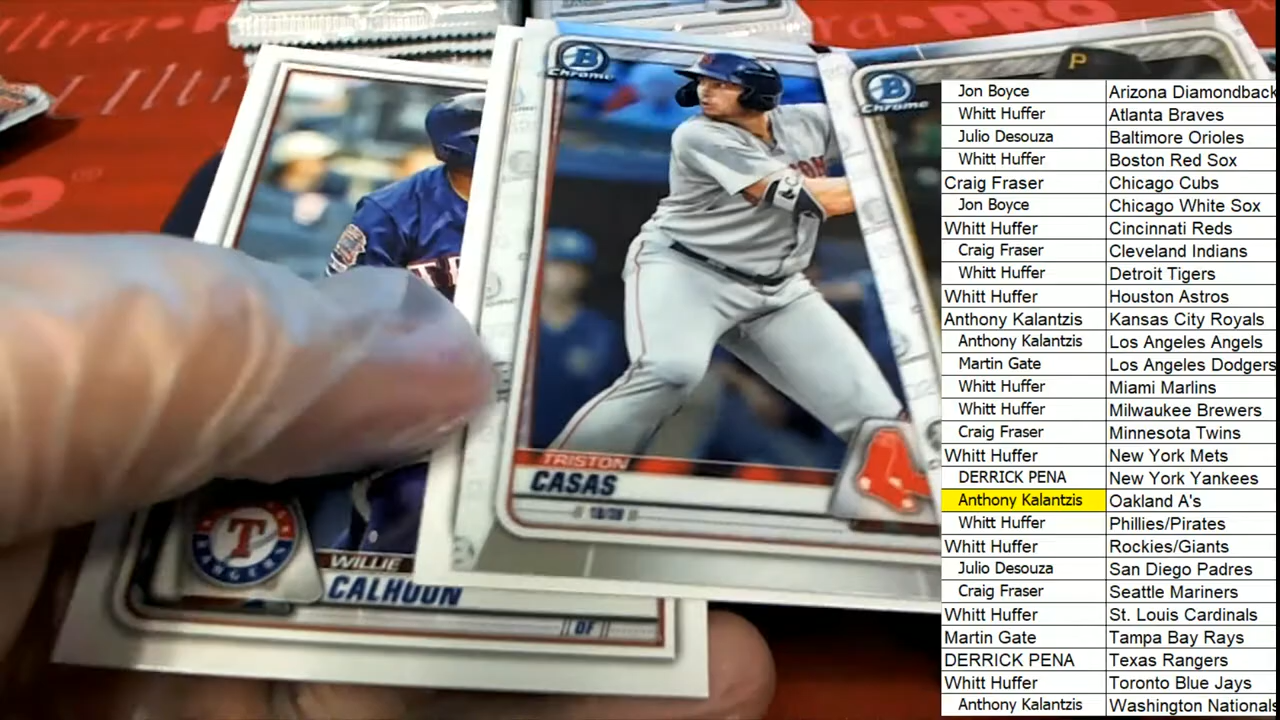 Ultra • PRO
B
Chrome
B
Chrome
P
TRISTON
CASAS
1B/3B
T
RANGERS
WILLIE
CALHOUN
OF
Jon Boyce Arizona Diamondback
Whitt Huffer Atlanta Braves
Julio Desouza Baltimore Orioles
Whitt Huffer Boston Red Sox
Craig Fraser Chicago Cubs
Jon Boyce Chicago White Sox
Whitt Huffer Cincinnati Reds
Craig Fraser Cleveland Indians
Whitt Huffer Detroit Tigers
Whitt Huffer Houston Astros
Anthony Kalantzis Kansas City Royals
Anthony Kalantzis Los Angeles Angels
Martin Gate Los Angeles Dodgers
Whitt Huffer Miami Marlins
Whitt Huffer Milwaukee Brewers
Craig Fraser Minnesota Twins
Whitt Huffer New York Mets
DERRICK PENA New York Yankees
Anthony Kalantzis Oakland A's
Whitt Huffer Phillies/Pirates
Whitt Huffer Rockies/Giants
Julio Desouza San Diego Padres
Craig Fraser Seattle Mariners
Whitt Huffer St. Louis Cardinals
Martin Gate Tampa Bay Rays
DERRICK PENA Texas Rangers
Whitt Huffer Toronto Blue Jays
Anthony Kalantzis Washington Nationals